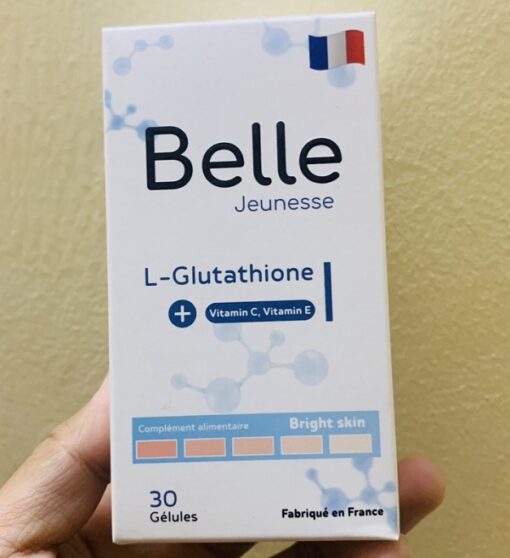 Belle
Jeunesse
L-Glutathione
+ Vitamin C, Vitamin E
Complément alimentaire Bright skin
30
Gélules
Fabriqué en France